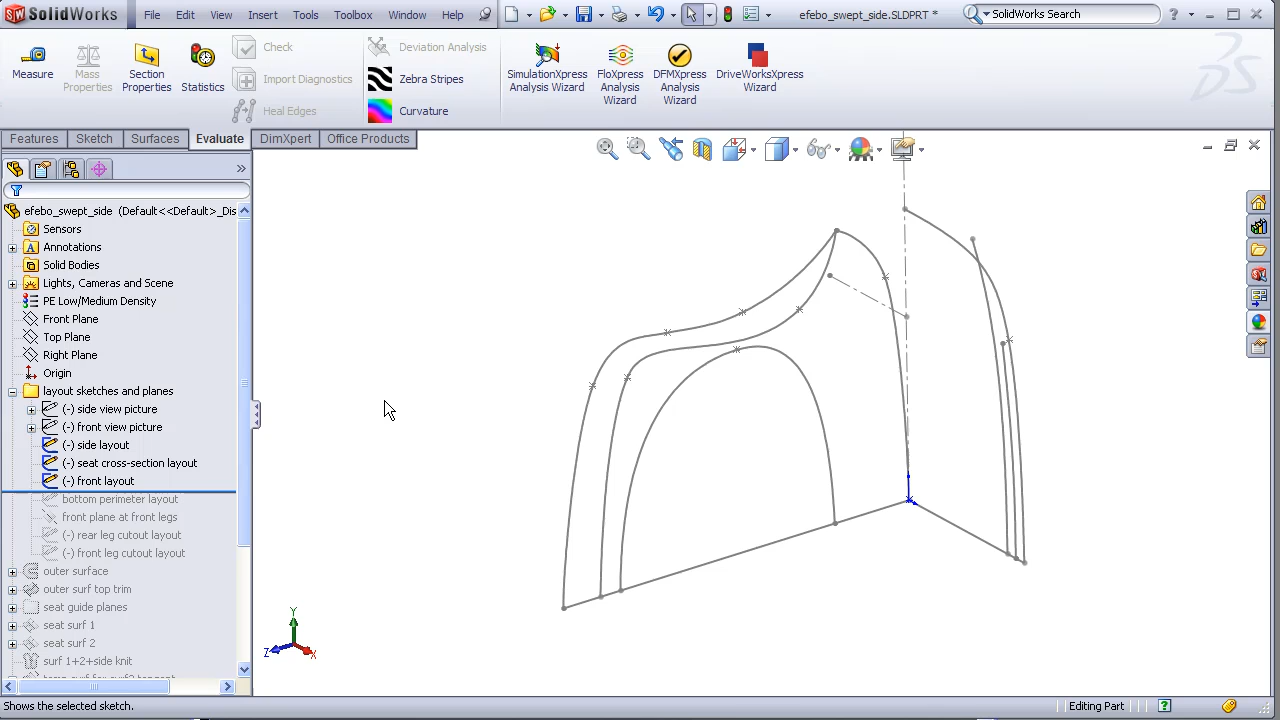 SolidWorks File Edit View Insert Tools Toolbox Window Help efebo_swept_side.SLDPRT * SolidWorks Search
Check Deviation Analysis
Measure Mass Properties Section Properties Statistics Import Diagnostics Zebra Stripes SimulationXpress Analysis Wizard FloXpress Analysis Wizard DFMXpress Analysis Wizard DriveWorksXpress Wizard
Heal Edges Curvature
Features Sketch Surfaces Evaluate DimXpert Office Products
efebo_swept_side (Default<<Default>_Dis
Sensors
Annotations
Solid Bodies
Lights, Cameras and Scene
PE Low/Medium Density
Front Plane
Top Plane
Right Plane
Origin
layout sketches and planes
(-) side view picture
(-) front view picture
(-) side layout
(-) seat cross-section layout
(-) front layout
bottom perimeter layout
front plane at front legs
(-) rear leg cutout layout
(-) front leg cutout layout
outer surface
outer surf top trim
seat guide planes
seat surf 1
seat surf 2
surf 1+2+side knit
Y
Z X
Shows the selected sketch. Editing Part